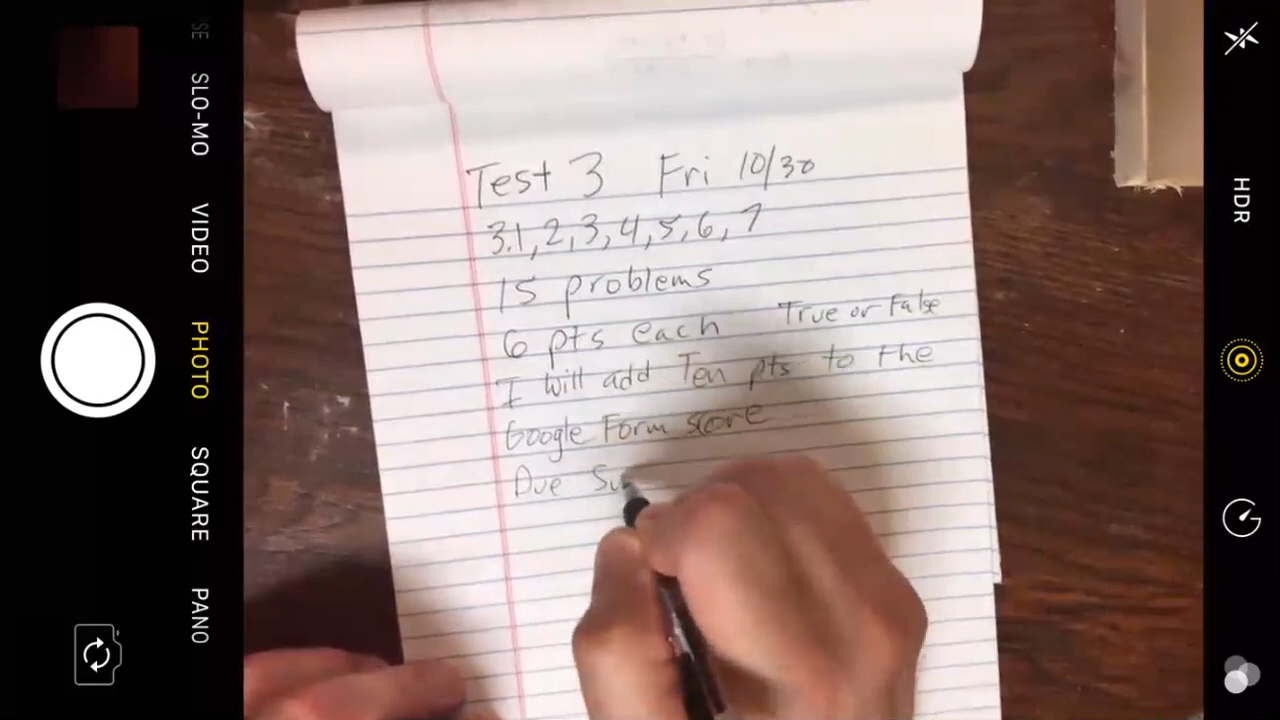 Test 3 Fri 10/30
3.1, 2, 3, 4, 5, 6, 7
15 problems
6 pts each True or False
I will add Ten pts to the
Google Form score
Due Su
SE
SLO-MO
VIDEO
PHOTO
SQUARE
PANO
HDR